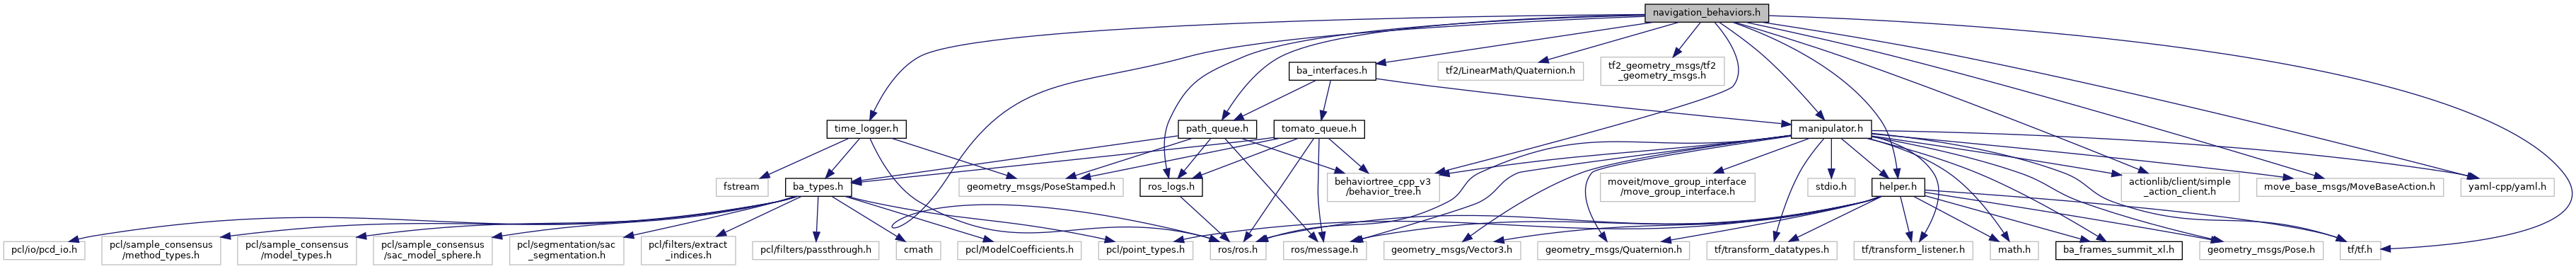 navigation_behaviors.h
ba_interfaces.h
tf2/LinearMath/Quaternion.h
tf2_geometry_msgs/tf2
_geometry_msgs.h
time_logger.h
path_queue.h
tomato_queue.h
manipulator.h
fstream
ba_types.h
geometry_msgs/PoseStamped.h
ros_logs.h
behaviortree_cpp_v3
/behavior_tree.h
moveit/move_group_interface
/move_group_interface.h
stdio.h
helper.h
actionlib/client/simple
_action_client.h
move_base_msgs/MoveBaseAction.h
yaml-cpp/yaml.h
pcl/io/pcd_io.h
pcl/sample_consensus
/method_types.h
pcl/sample_consensus
/model_types.h
pcl/sample_consensus
/sac_model_sphere.h
pcl/segmentation/sac
_segmentation.h
pcl/filters/extract
_indices.h
pcl/filters/passthrough.h
cmath
pcl/ModelCoefficients.h
pcl/point_types.h
ros/ros.h
ros/message.h
geometry_msgs/Vector3.h
geometry_msgs/Quaternion.h
tf/transform_datatypes.h
tf/transform_listener.h
math.h
ba_frames_summit_xl.h
geometry_msgs/Pose.h
tf/tf.h